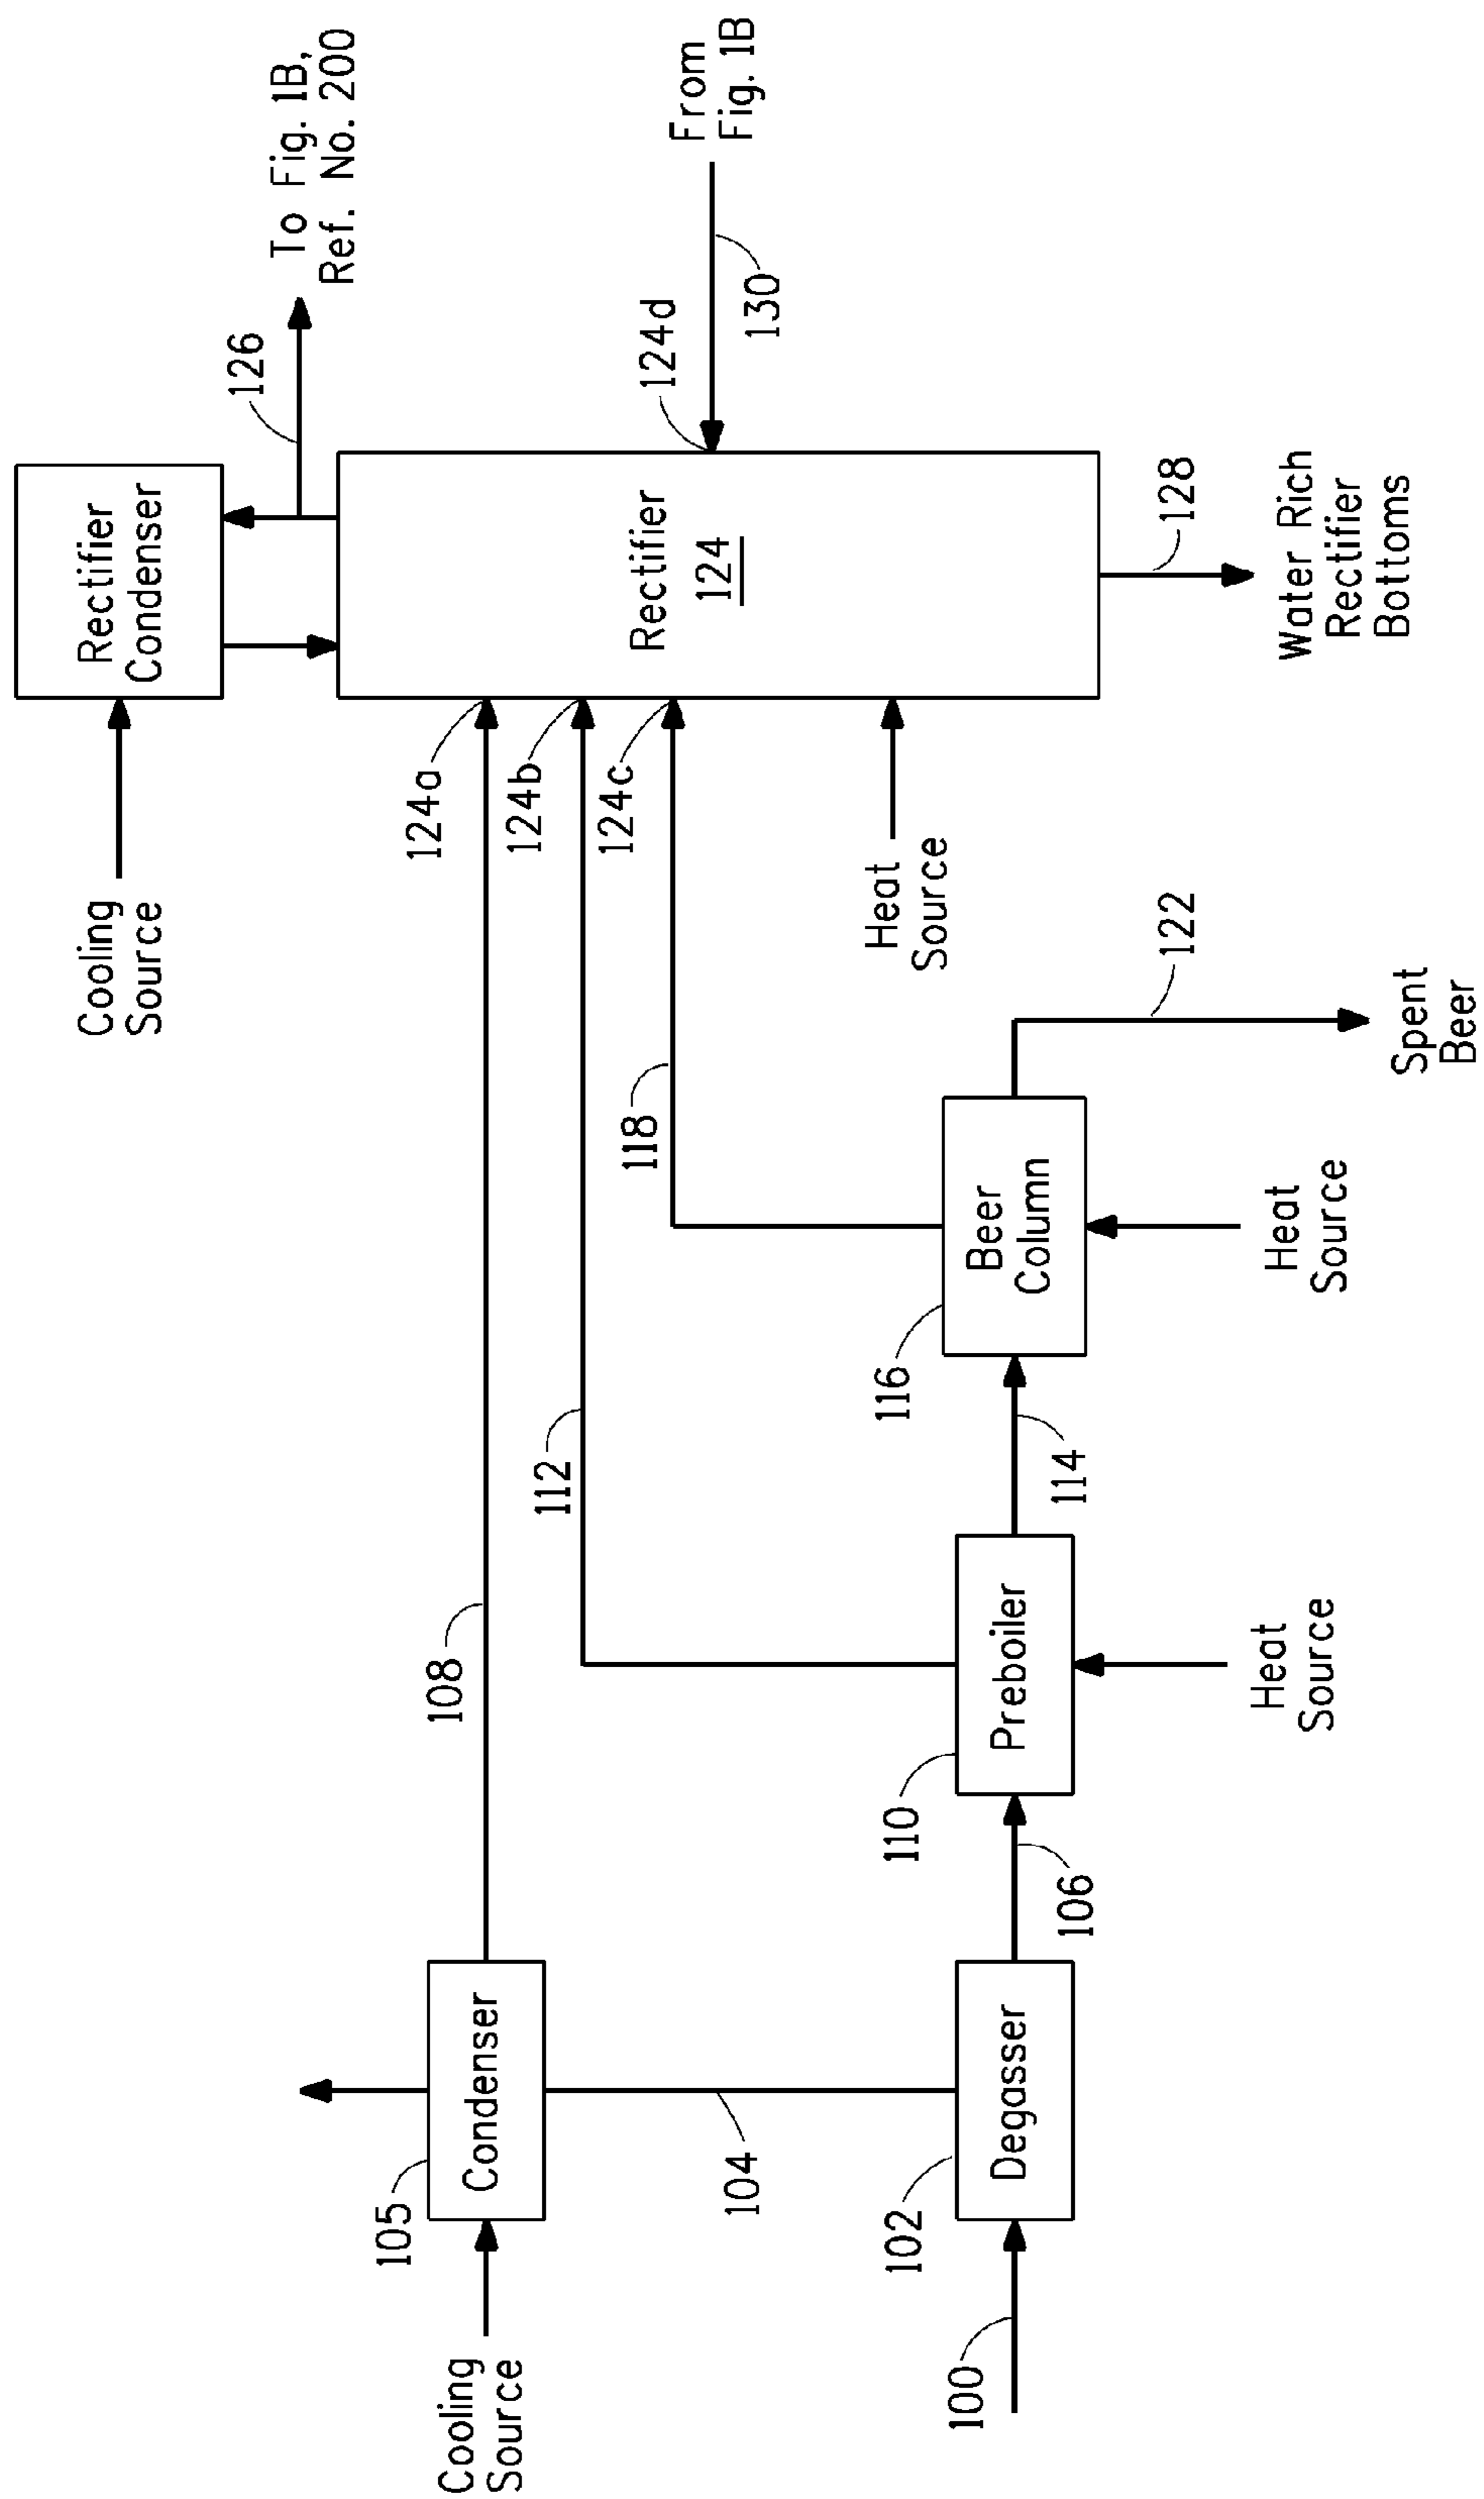 To Fig. 1B,
Ref. No. 200
126
Rectifier
Condenser
Cooling
Source
From
Fig. 1B
130
124d
Rectifier
124
124a
124b
124c
Heat
Source
128
Water Rich
Rectifier
Bottoms
108
112
118
Cooling
Source
105
Condenser
104
100
102
Degasser
106
110
Preboiler
Heat
Source
114
116
Beer
Column
Heat
Source
122
Spent
Beer